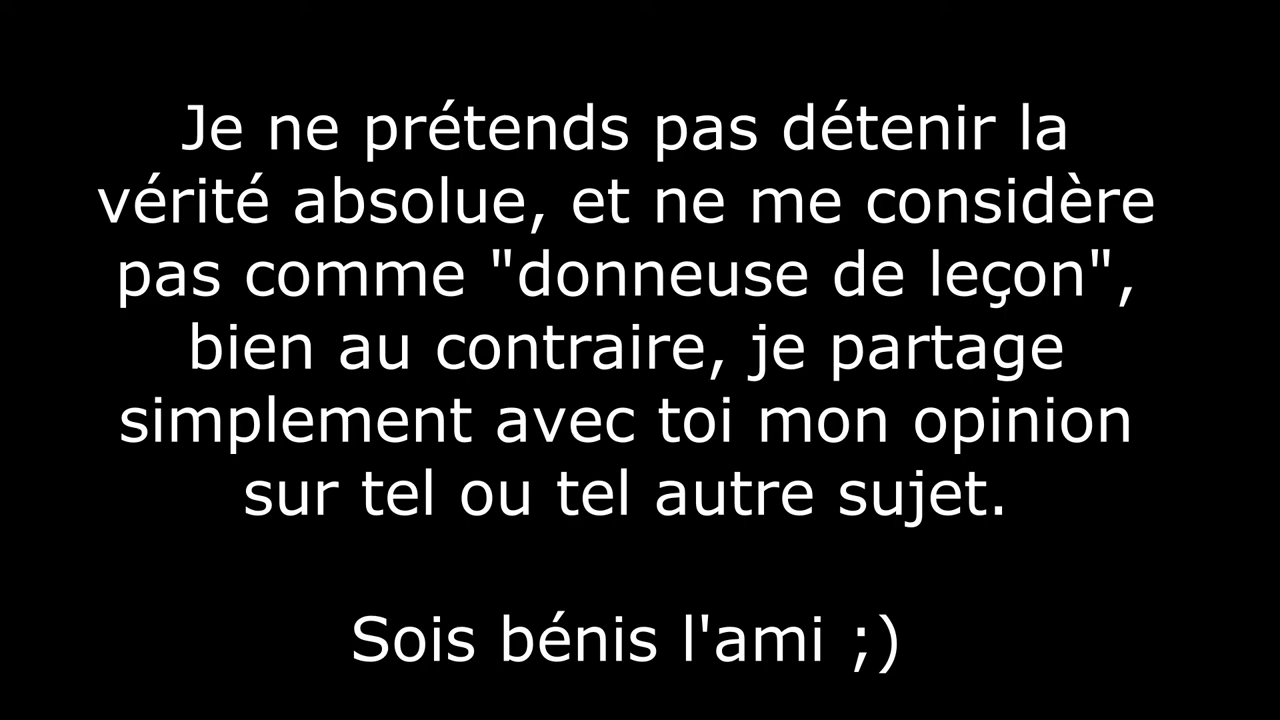 Je ne prétends pas détenir la
vérité absolue, et ne me considère
pas comme "donneuse de leçon",
bien au contraire, je partage
simplement avec toi mon opinion
sur tel ou tel autre sujet.
Sois bénis l'ami ;)